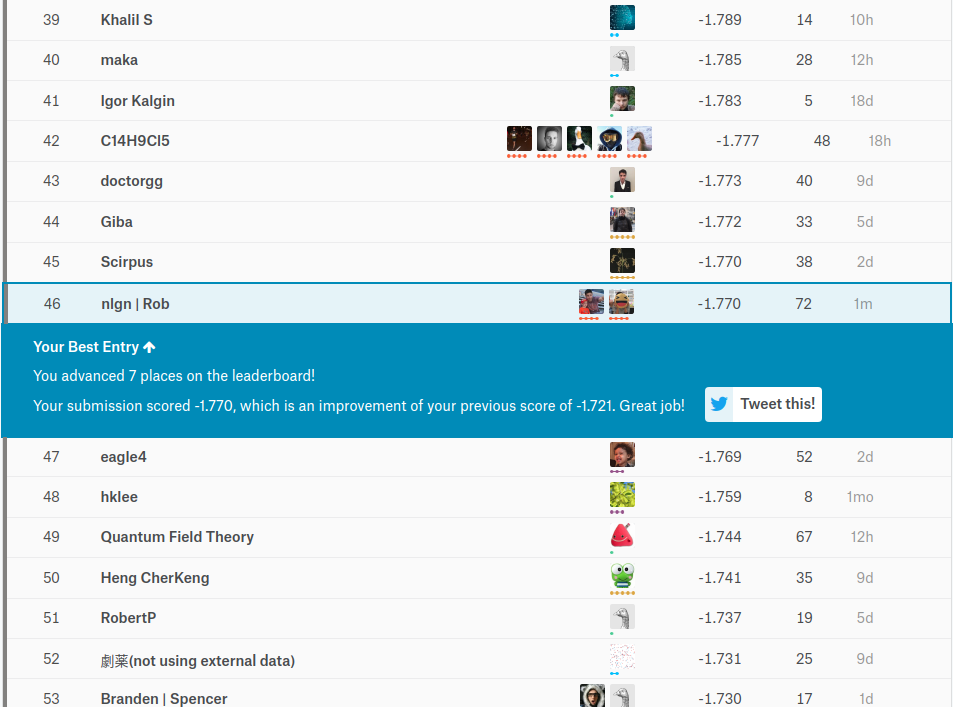 39 Khalil S -1.789 14 10h
40 maka -1.785 28 12h
41 Igor Kalgin -1.783 5 18d
42 C14H9Cl5 -1.777 48 18h
43 doctorgg -1.773 40 9d
44 Giba -1.772 33 5d
45 Scirpus -1.770 38 2d
46 nlgn | Rob -1.770 72 1m
Your Best Entry ↑
You advanced 7 places on the leaderboard!
Your submission scored -1.770, which is an improvement of your previous score of -1.721. Great job! Tweet this!
47 eagle4 -1.769 52 2d
48 hklee -1.759 8 1mo
49 Quantum Field Theory -1.744 67 12h
50 Heng CherKeng -1.741 35 9d
51 RobertP -1.737 19 5d
52 劇薬(not using external data) -1.731 25 9d
53 Branden | Spencer -1.730 17 1d